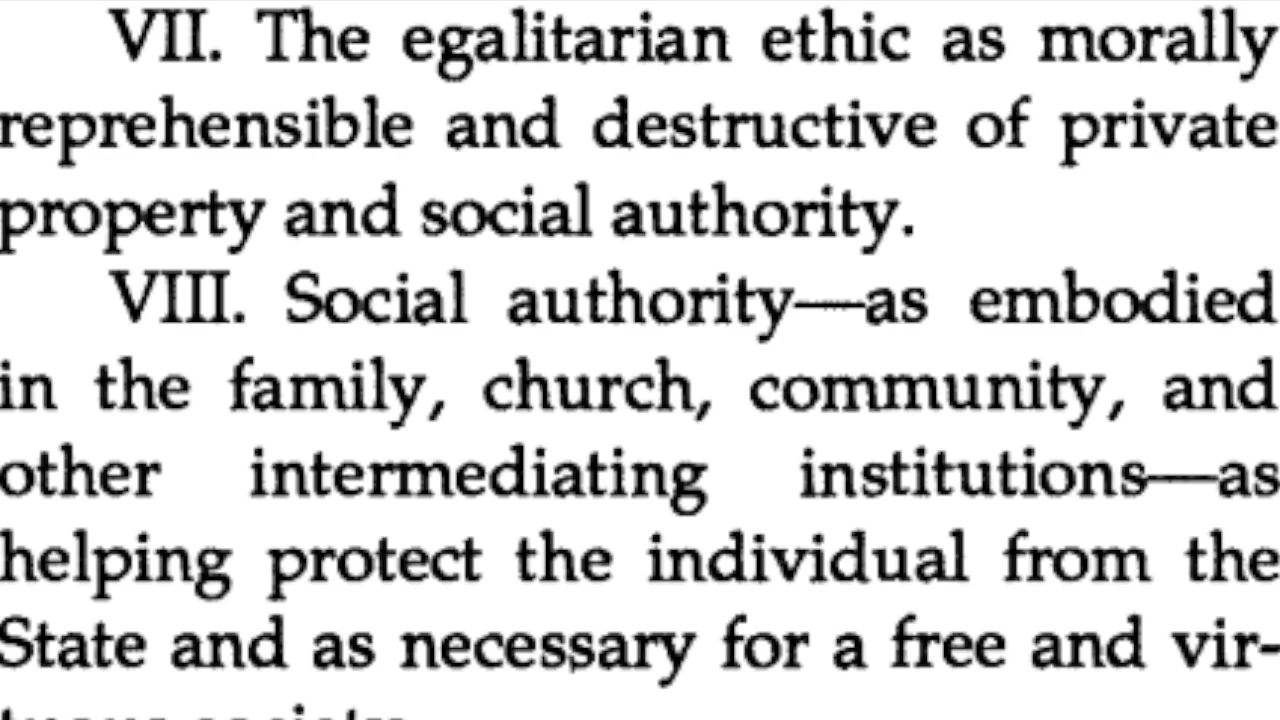 VII. The egalitarian ethic as morally
reprehensible and destructive of private
property and social authority.
VIII. Social authority—as embodied
in the family, church, community, and
other intermediating institutions—as
helping protect the individual from the
State and as necessary for a free and vir-